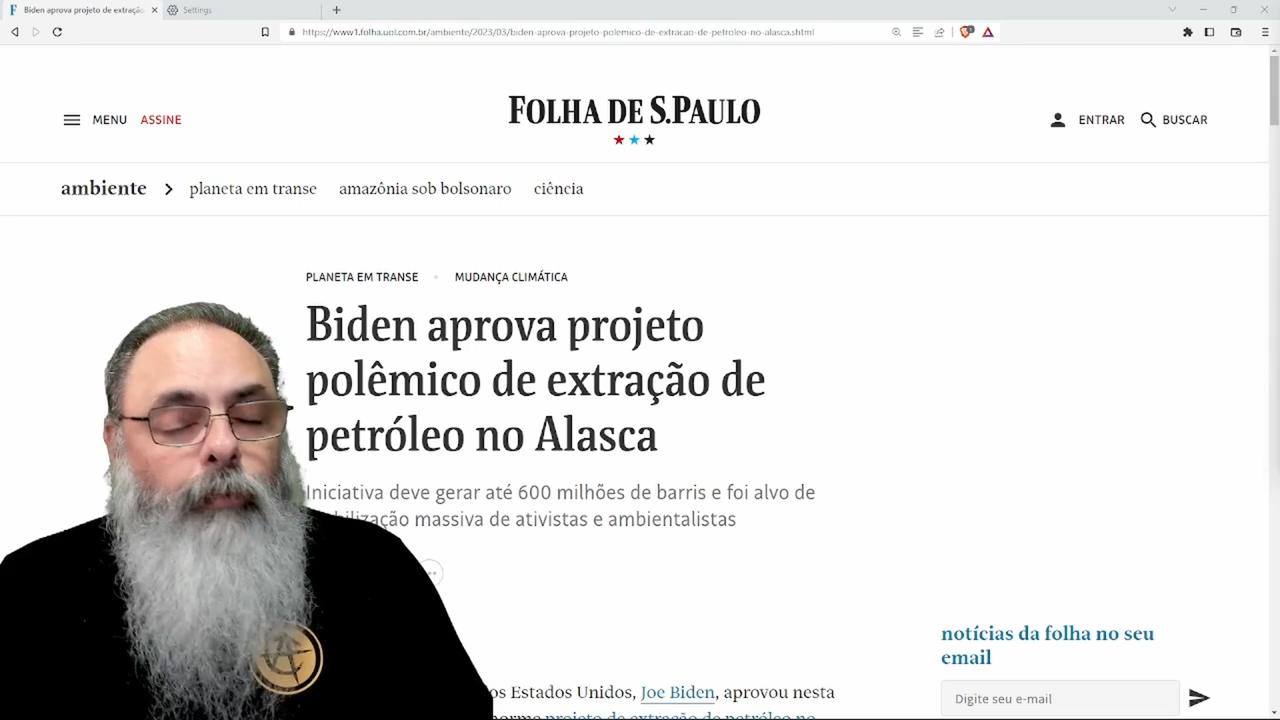 Biden aprova projeto de extração
Settings
https://www1.folha.uol.com.br/ambiente/2023/03/biden-aprova-projeto-polemico-de-extracao-de-petroleo-no-alasca.shtml
MENU ASSINE
FOLHA DE S.PAULO
ENTRAR BUSCAR
ambiente planeta em transe amazônia sob bolsonaro ciência
PLANETA EM TRANSE MUDANÇA CLIMÁTICA
Biden aprova projeto
polêmico de extração de
petróleo no Alasca
Iniciativa deve gerar até 600 milhões de barris e foi alvo de
massiva de ativistas e ambientalistas
notícias da folha no seu
email
Digite seu e-mail
Estados Unidos, Joe Biden, aprovou nesta
projeto de extração de petróleo no